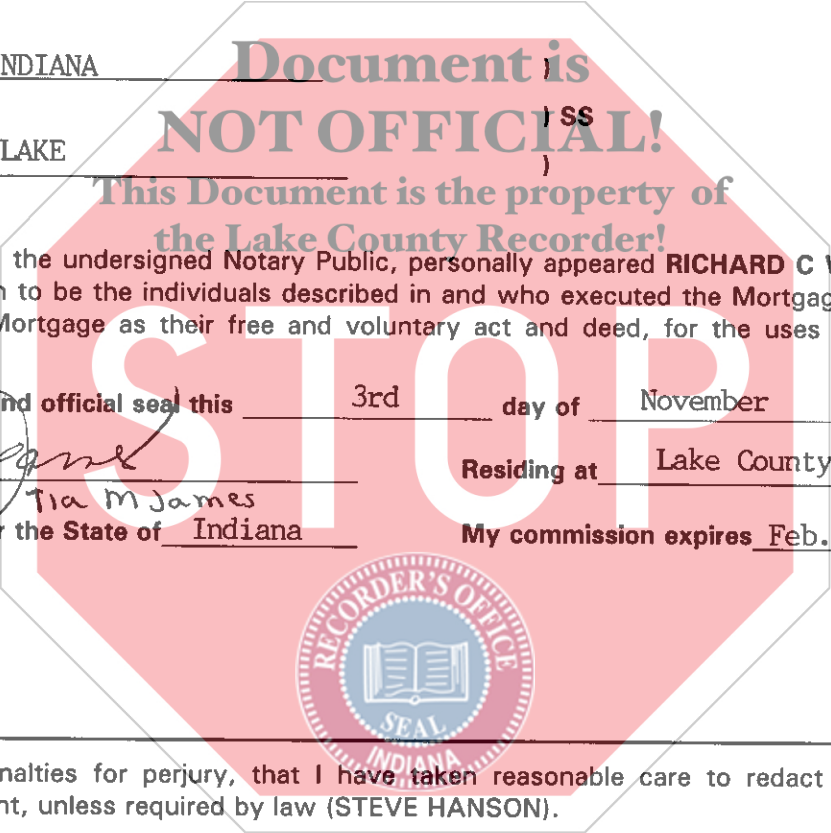 NDIANA )
Document is
NOT OFFICIAL!
) SS
LAKE )
This Document is the property of
the Lake County Recorder!
the undersigned Notary Public, personally appeared RICHARD C
to be the individuals described in and who executed the Mortgag
Mortgage as their free and voluntary act and deed, for the uses
STOP
nd official seal this 3rd day of November
Residing at Lake County
Tia M James
the State of Indiana My commission expires Feb.
RECORDER'S OFFICE
SEAL
INDIANA
nalties for perjury, that I have taken reasonable care to redact
nt, unless required by law (STEVE HANSON).